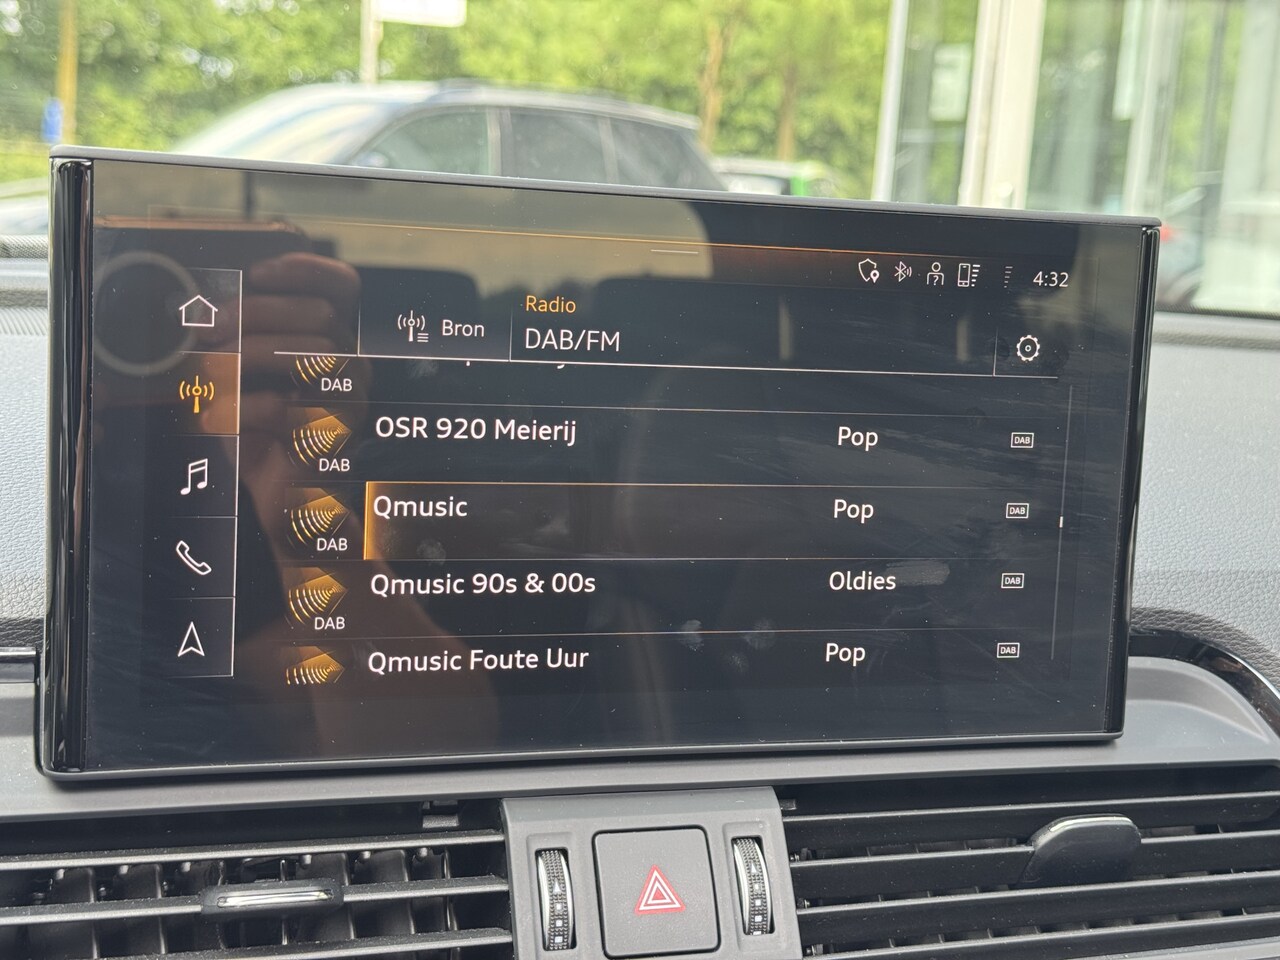 4:32
Bron
Radio
DAB/FM
DAB
OSR 920 Meierij
Pop
DAB
DAB
Qmusic
Pop
DAB
DAB
Qmusic 90s & 00s
Oldies
DAB
DAB
Qmusic Foute Uur
Pop
DAB